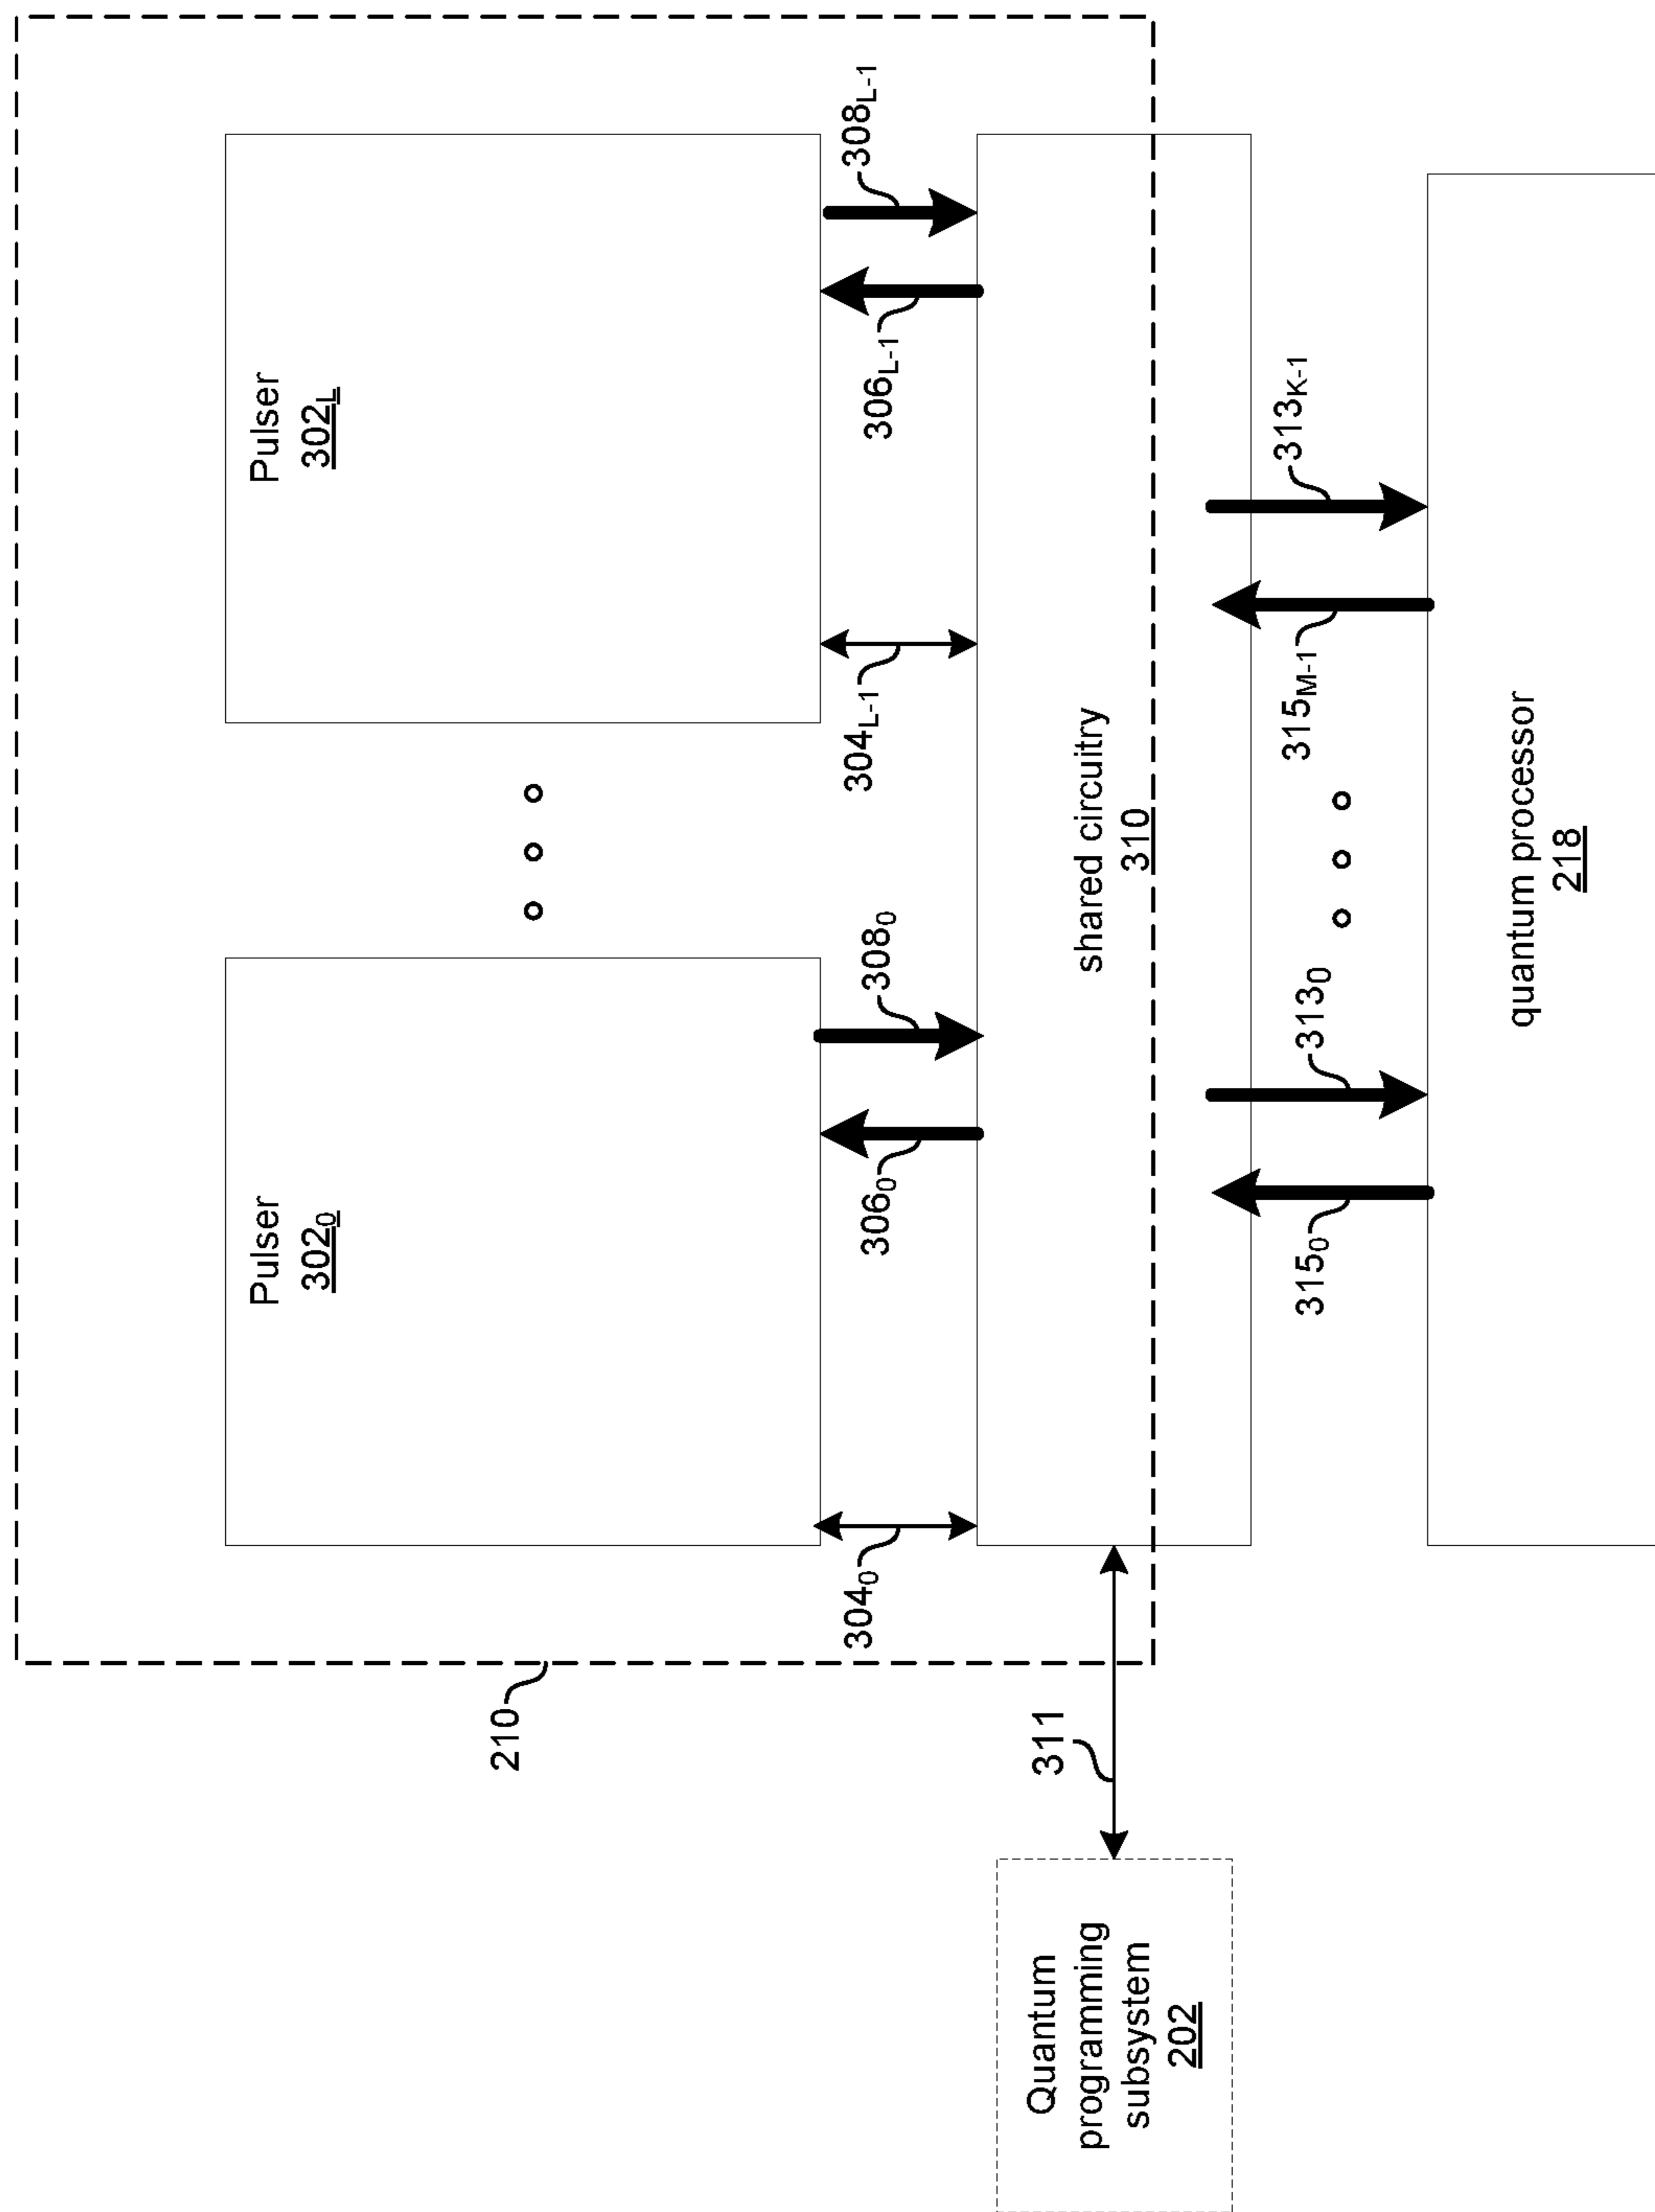 210
Pulser
302₀
Pulser
302L
304₀
306₀
308₀
304L-1
306L-1
308L-1
Quantum
programming
subsystem
202
311
shared circuitry
310
315₀
313₀
315M-1
313K-1
quantum processor
218